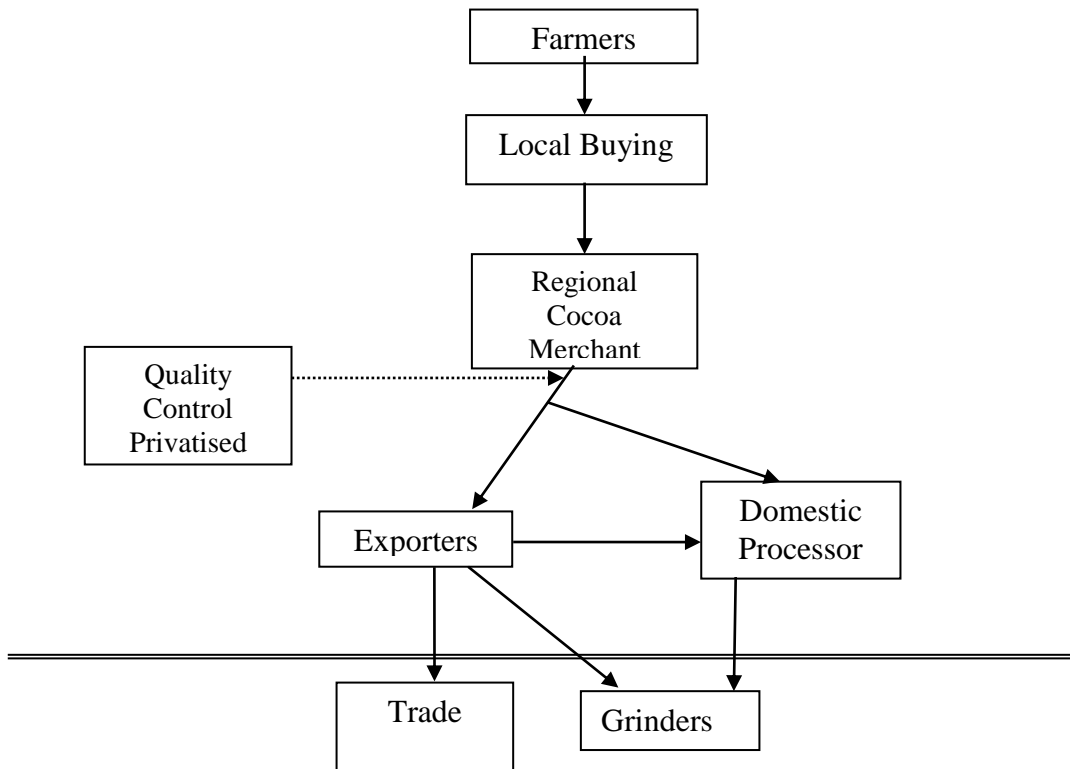 Farmers
Local Buying
Regional
Cocoa
Merchant
Quality
Control
Privatised
Domestic
Processor
Exporters
Trade
Grinders